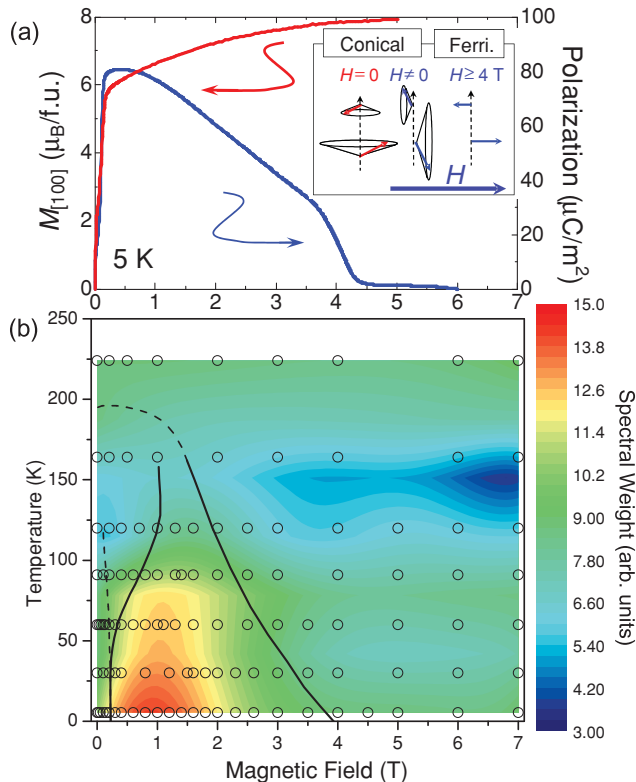 (a)
8
6
4
2
0
M[100] (μB/f.u.)
100
80
60
40
20
0
Polarization (μC/m²)
Conical
Ferri.
H=0
H≠0
H≥4 T
H
5 K
0 1 2 3 4 5 6 7
(b)
250
200
150
100
50
0
Temperature (K)
0 1 2 3 4 5 6 7
Magnetic Field (T)
15.0
13.8
12.6
11.4
10.2
9.00
7.80
6.60
5.40
4.20
3.00
Spectral Weight (arb. units)